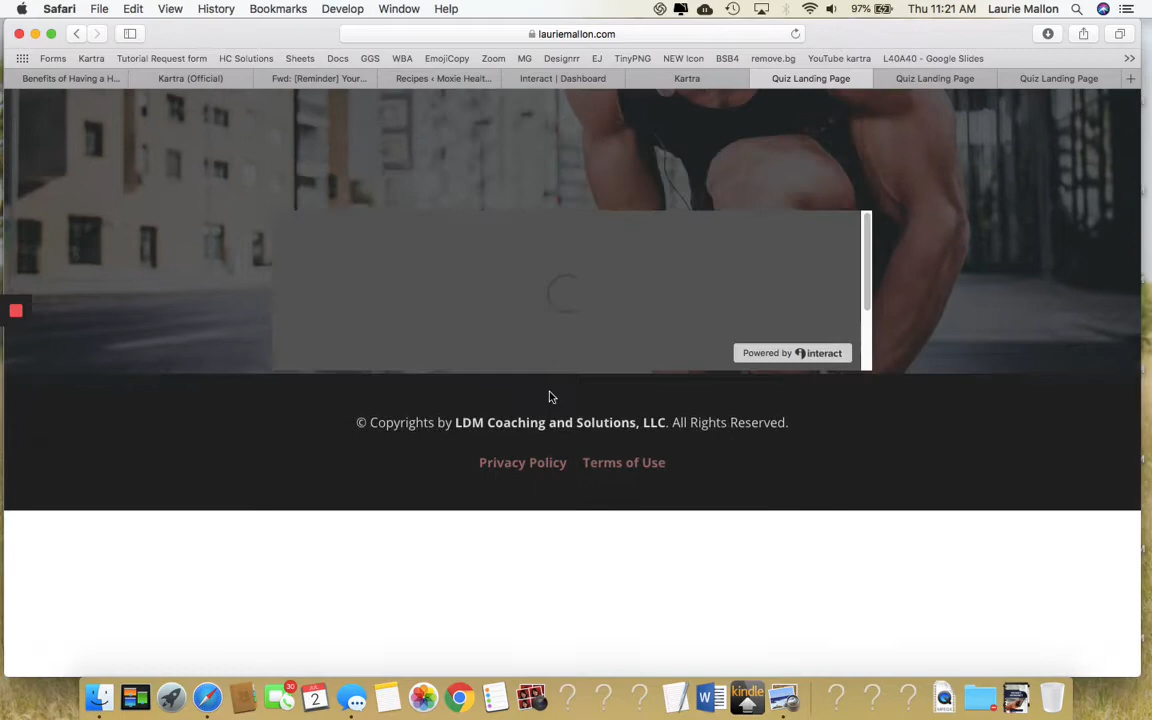 Safari File Edit View History Bookmarks Develop Window Help 97% Thu 11:21 AM Laurie Mallon
lauriemallon.com
Forms Kartra Tutorial Request form HC Solutions Sheets Docs GGS WBA EmojiCopy Zoom MG Designrr EJ TinyPNG NEW Icon BSB4 remove.bg YouTube kartra L40A40 - Google Slides >>
Benefits of Having a H... Kartra (Official) Fwd: [Reminder] Your... Recipes ‹ Moxie Healt... Interact | Dashboard Kartra Quiz Landing Page Quiz Landing Page Quiz Landing Page +
Powered by interact
© Copyrights by LDM Coaching and Solutions, LLC. All Rights Reserved.
Privacy Policy Terms of Use
30
JUL
2
kindle